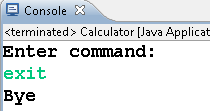 Console
<terminated> Calculator [Java Applicat
Enter command:
exit
Bye